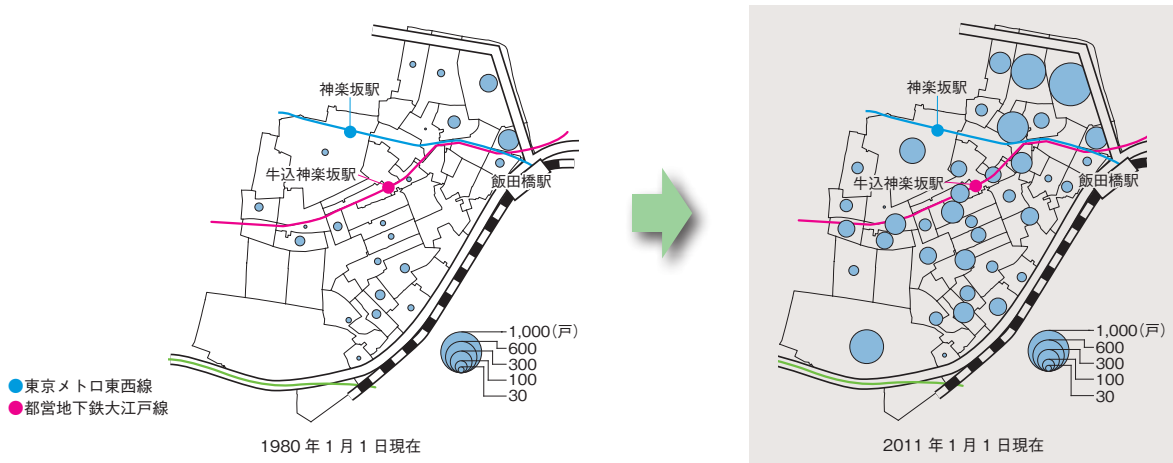 神楽坂駅
牛込神楽坂駅
飯田橋駅
1,000(戸)
600
300
100
30
東京メトロ東西線
都営地下鉄大江戸線
1980 年 1 月 1 日現在
神楽坂駅
牛込神楽坂駅
飯田橋駅
1,000(戸)
600
300
100
30
2011 年 1 月 1 日現在